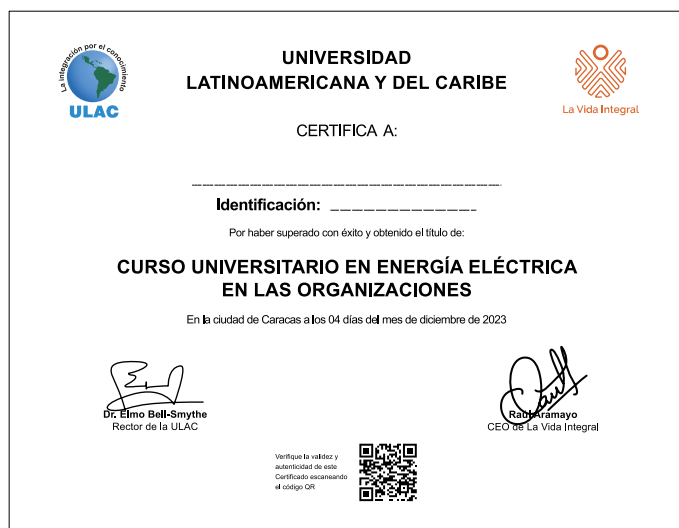 La integración por el conocimiento
ULAC
UNIVERSIDAD
LATINOAMERICANA Y DEL CARIBE
La Vida Integral
CERTIFICA A:
Identificación:
Por haber superado con éxito y obtenido el título de:
CURSO UNIVERSITARIO EN ENERGÍA ELÉCTRICA
EN LAS ORGANIZACIONES
En la ciudad de Caracas a los 04 días del mes de diciembre de 2023
Dr. Elmo Bell-Smythe
Rector de la ULAC
Raúl Aramayo
CEO de La Vida Integral
Verifique la validez y
autenticidad de este
Certificado escaneando
el código QR